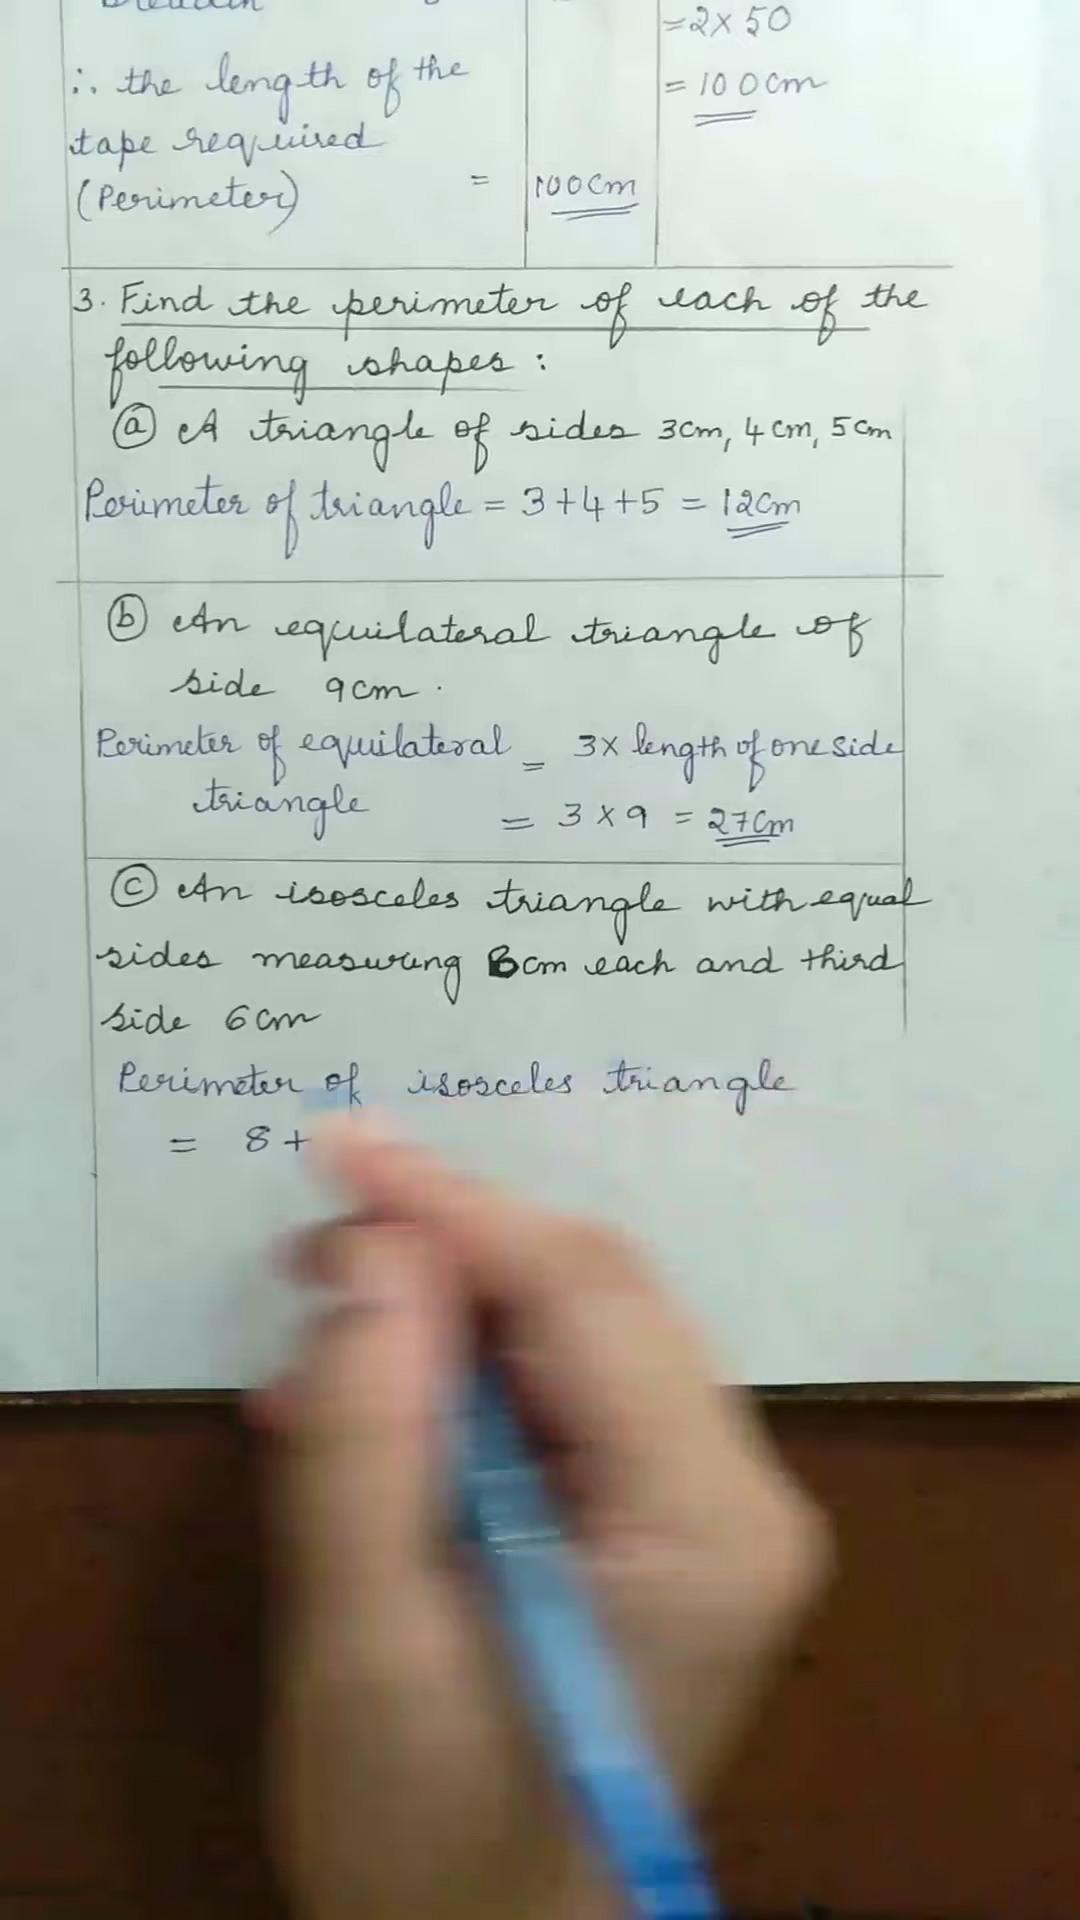 = 2 × 50
∴ the length of the
= 100cm
tape required
(Perimeter) = 100cm
3. Find the perimeter of each of the
following shapes :
ⓐ A triangle of sides 3cm, 4cm, 5cm
Perimeter of triangle = 3+4+5 = 12cm
ⓑ An equilateral triangle of
side 9cm.
Perimeter of equilateral = 3× length of one side
triangle = 3 × 9 = 27cm
ⓒ An isosceles triangle with equal
sides measuring 8cm each and third
side 6cm
Perimeter of isosceles triangle
= 8+